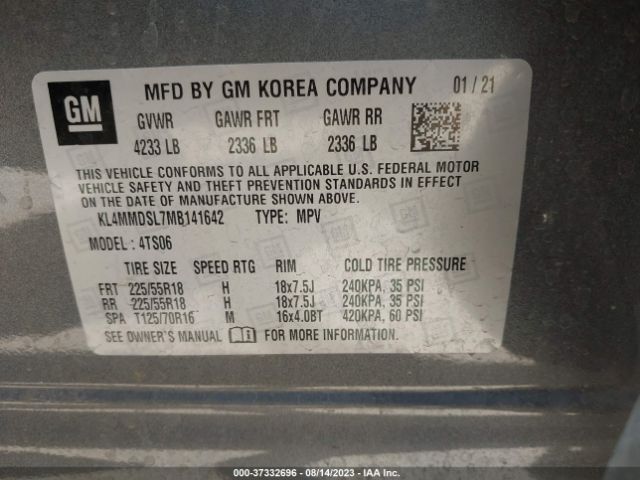 GM
MFD BY GM KOREA COMPANY 01 / 21
GVWR GAWR FRT GAWR RR
4233 LB 2336 LB 2336 LB
THIS VEHICLE CONFORMS TO ALL APPLICABLE U.S. FEDERAL MOTOR
VEHICLE SAFETY AND THEFT PREVENTION STANDARDS IN EFFECT
ON THE DATE OF MANUFACTURE SHOWN ABOVE.
KL4MMDSL7MB141642 TYPE: MPV
MODEL: 4TS06
TIRE SIZE SPEED RTG RIM COLD TIRE PRESSURE
FRT 225/55R18 H 18x7.5J 240KPA, 35 PSI
RR 225/55R18 H 18x7.5J 240KPA, 35 PSI
SPA T125/70R16 M 16x4.0BT 420KPA, 60 PSI
SEE OWNER'S MANUAL FOR MORE INFORMATION.
000-37332696 - 08/14/2023 - IAA Inc.